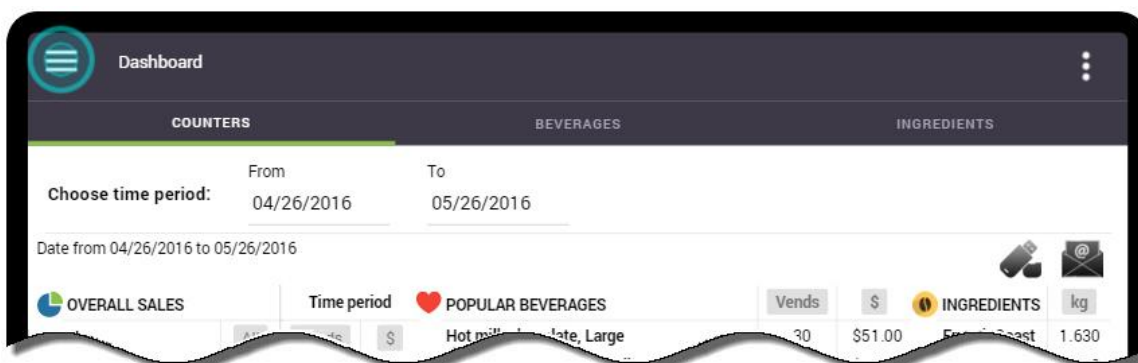 Dashboard
COUNTERS BEVERAGES INGREDIENTS
From To
Choose time period: 04/26/2016 05/26/2016
Date from 04/26/2016 to 05/26/2016
@
OVERALL SALES Time period POPULAR BEVERAGES Vends $ INGREDIENTS kg
$ Hot Large 30 $51.00 1.630